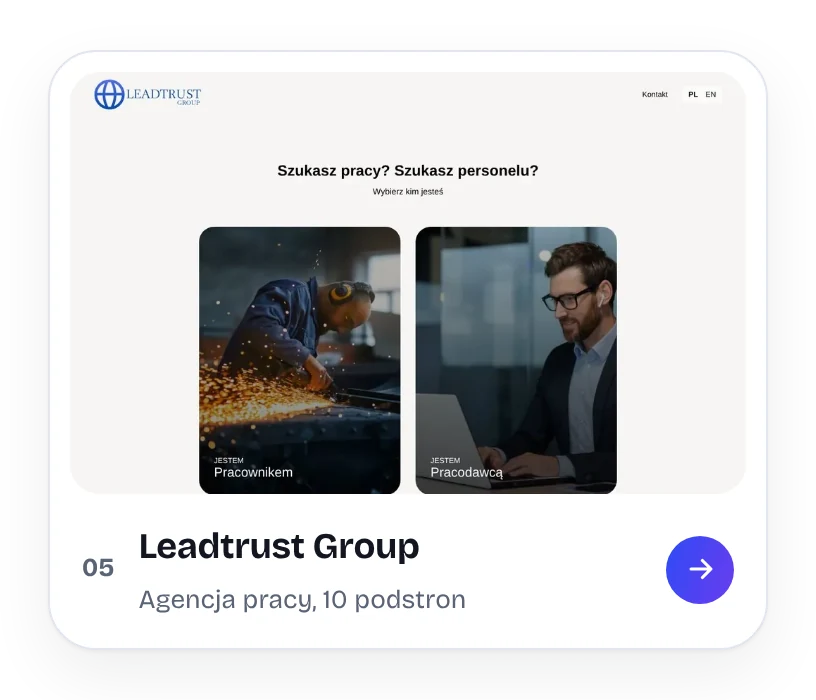 LEADTRUST
GROUP
Kontakt
PL EN
Szukasz pracy? Szukasz personelu?
Wybierz kim jesteś
JESTEM
Pracownikem
JESTEM
Pracodawcą
05
Leadtrust Group
Agencja pracy, 10 podstron